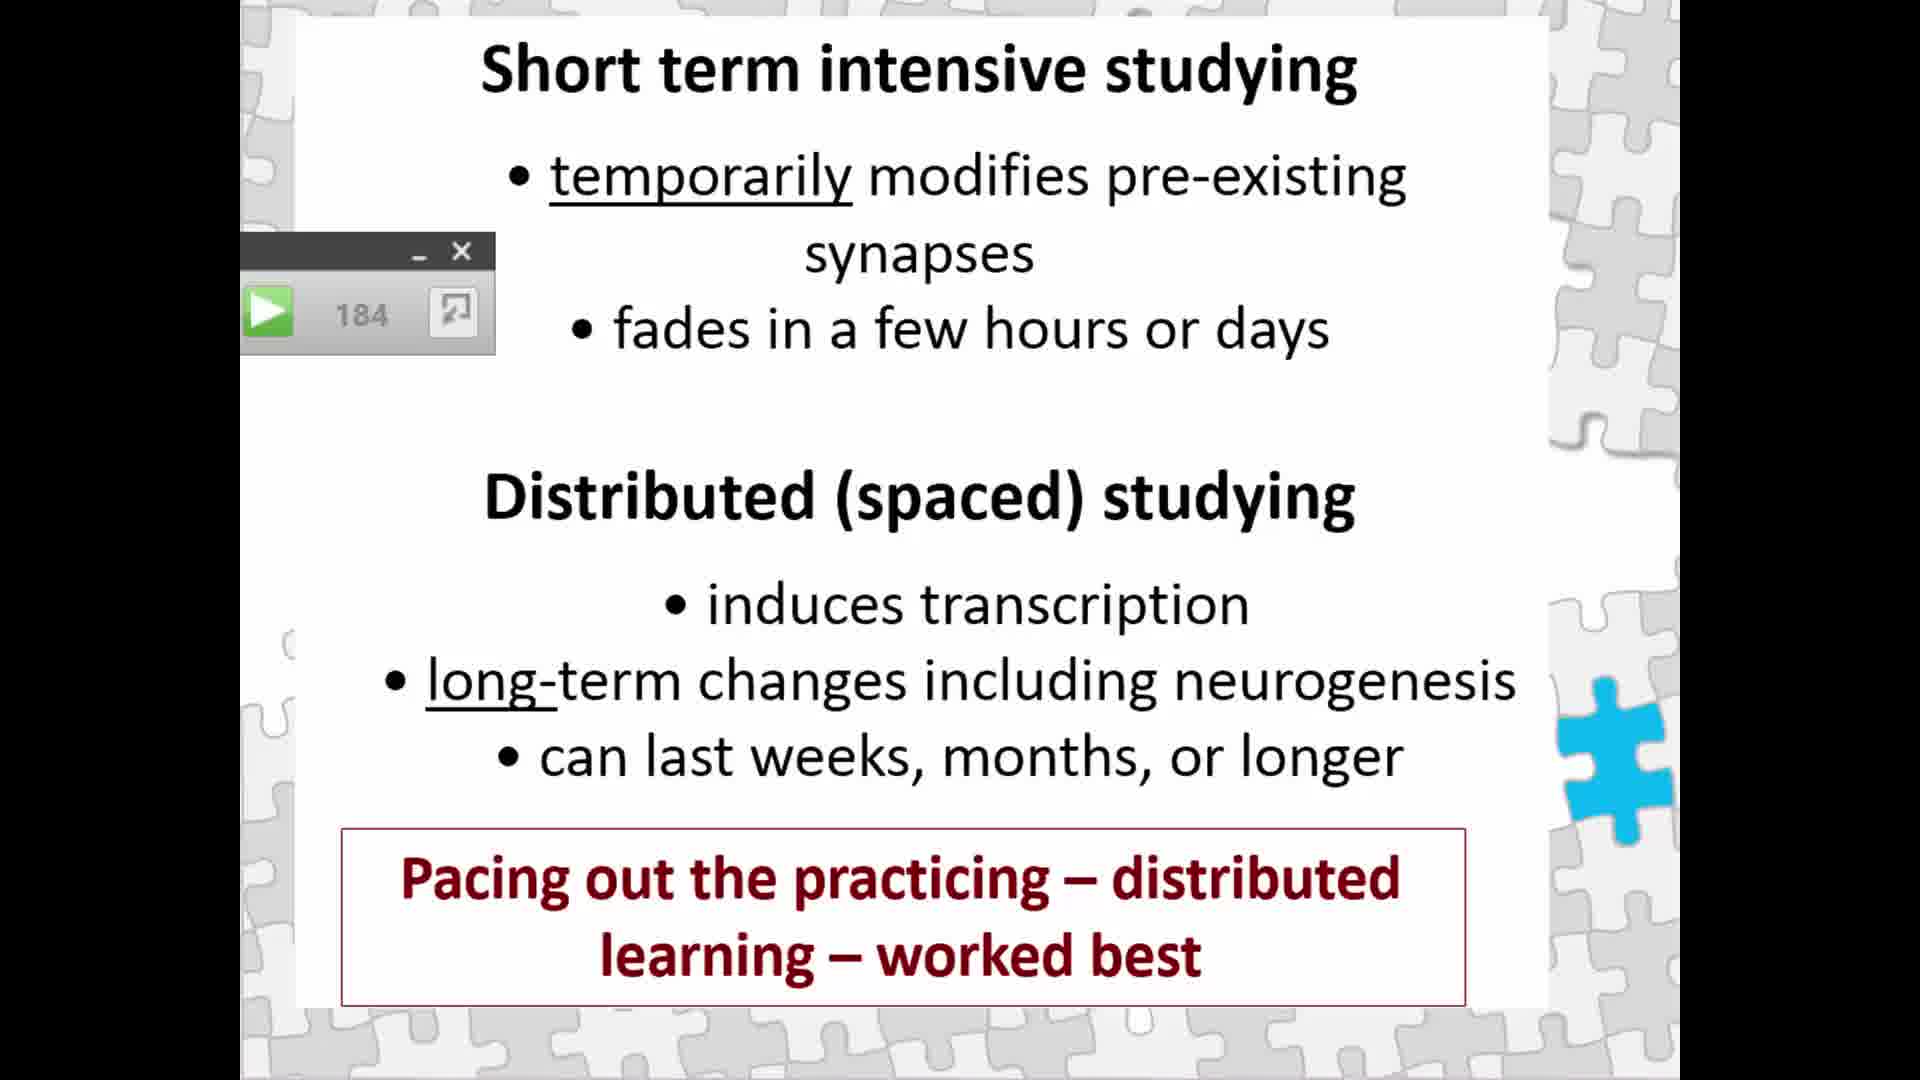 Short term intensive studying
• temporarily modifies pre-existing
synapses
184
• fades in a few hours or days
Distributed (spaced) studying
• induces transcription
• long-term changes including neurogenesis
• can last weeks, months, or longer
Pacing out the practicing – distributed
learning – worked best